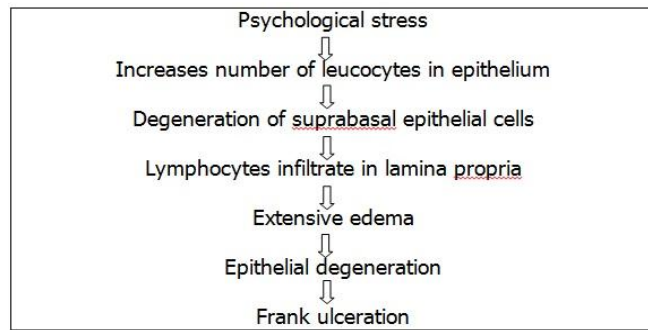 Psychological stress
Increases number of leucocytes in epithelium
Degeneration of suprabasal epithelial cells
Lymphocytes infiltrate in lamina propria
Extensive edema
Epithelial degeneration
Frank ulceration